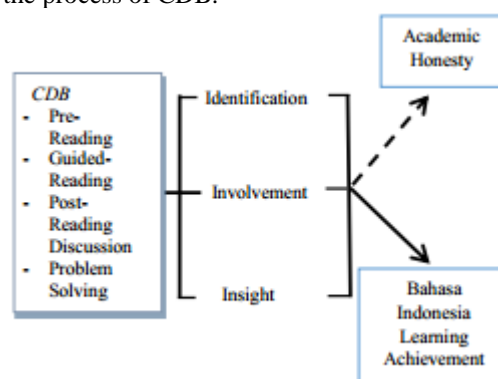 the process of CDB.
Academic
Honesty
CDB
- Pre-
Reading
- Guided-
Reading
- Post-
Reading
Discussion
- Problem
Solving
Identification
Involvement
Insight
Bahasa
Indonesia
Learning
Achievement